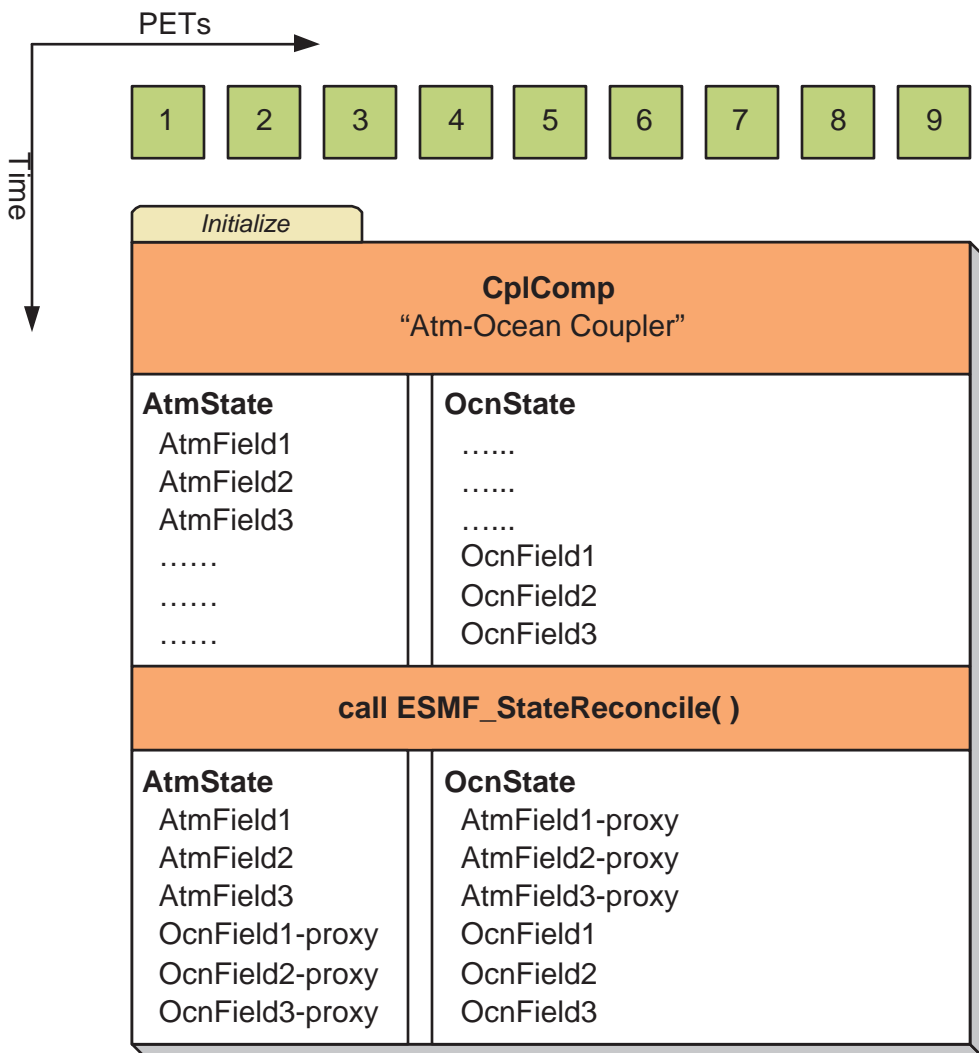 PETs
1 2 3 4 5 6 7 8 9
Time
Initialize
CplComp
“Atm-Ocean Coupler”
AtmState
AtmField1
AtmField2
AtmField3
……
……
……
OcnState
…...
…...
…...
OcnField1
OcnField2
OcnField3
call ESMF_StateReconcile( )
AtmState
AtmField1
AtmField2
AtmField3
OcnField1-proxy
OcnField2-proxy
OcnField3-proxy
OcnState
AtmField1-proxy
AtmField2-proxy
AtmField3-proxy
OcnField1
OcnField2
OcnField3